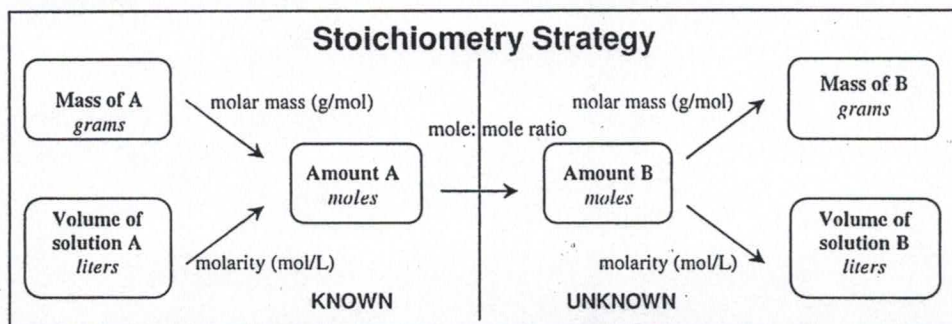 Stoichiometry Strategy
Mass of A
grams
molar mass (g/mol)
Volume of
solution A
liters
molarity (mol/L)
Amount A
moles
KNOWN
mole: mole ratio
Amount B
moles
UNKNOWN
molar mass (g/mol)
Mass of B
grams
molarity (mol/L)
Volume of
solution B
liters